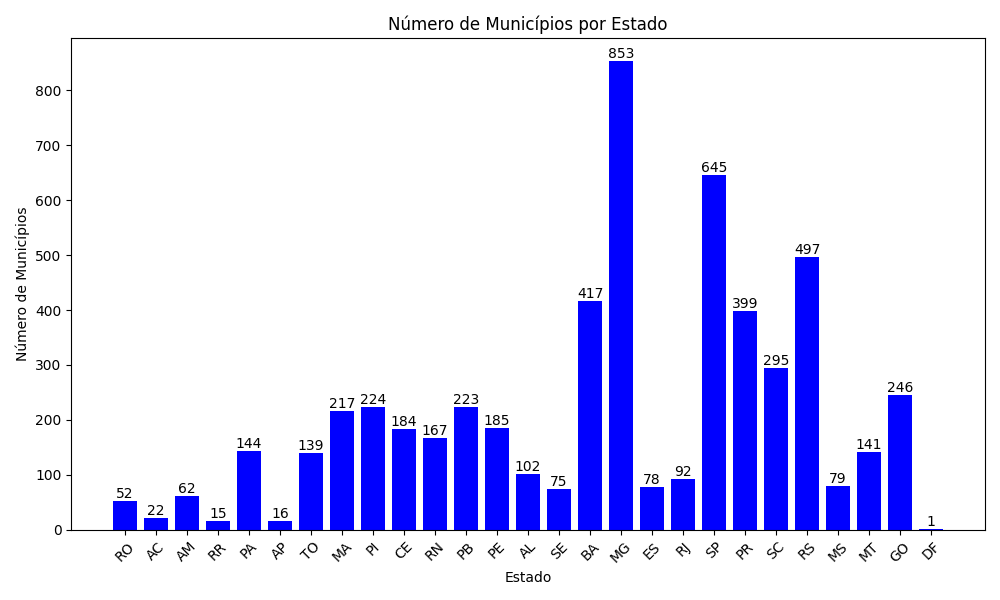 Número de Municípios por Estado
Número de Municípios
800
700
600
500
400
300
200
100
0
52
22
62
15
144
16
139
217
224
184
167
223
185
102
75
417
853
78
92
645
399
295
497
79
141
246
1
RO
AC
AM
RR
PA
AP
TO
MA
PI
CE
RN
PB
PE
AL
SE
BA
MG
ES
RJ
SP
PR
SC
RS
MS
MT
GO
DF
Estado